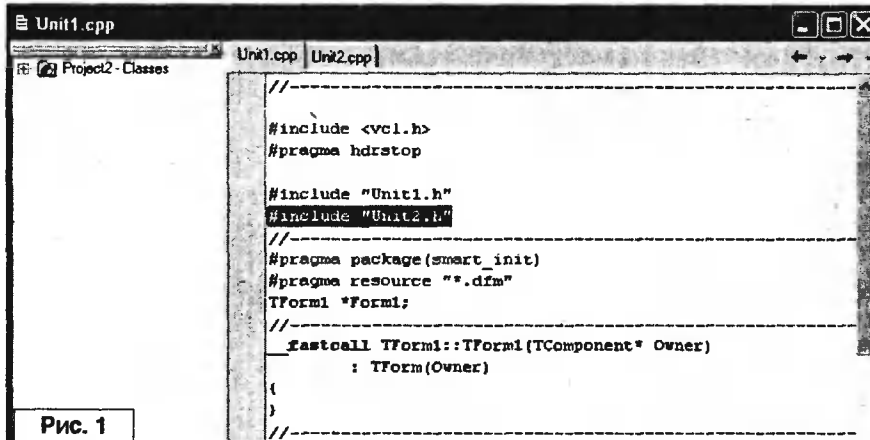 Unit1.cpp
Project2 - Classes
Unit1.cpp Unit2.cpp
//------------------------------------------------------------
#include <vcl.h>
#pragma hdrstop
#include "Unit1.h"
#include "Unit2.h"
//------------------------------------------------------------
#pragma package(smart_init)
#pragma resource "*.dfm"
TForm1 *Form1;
//------------------------------------------------------------
__fastcall TForm1::TForm1(TComponent* Owner)
: TForm(Owner)
{
}
//------------------------------------------------------------
Рис. 1